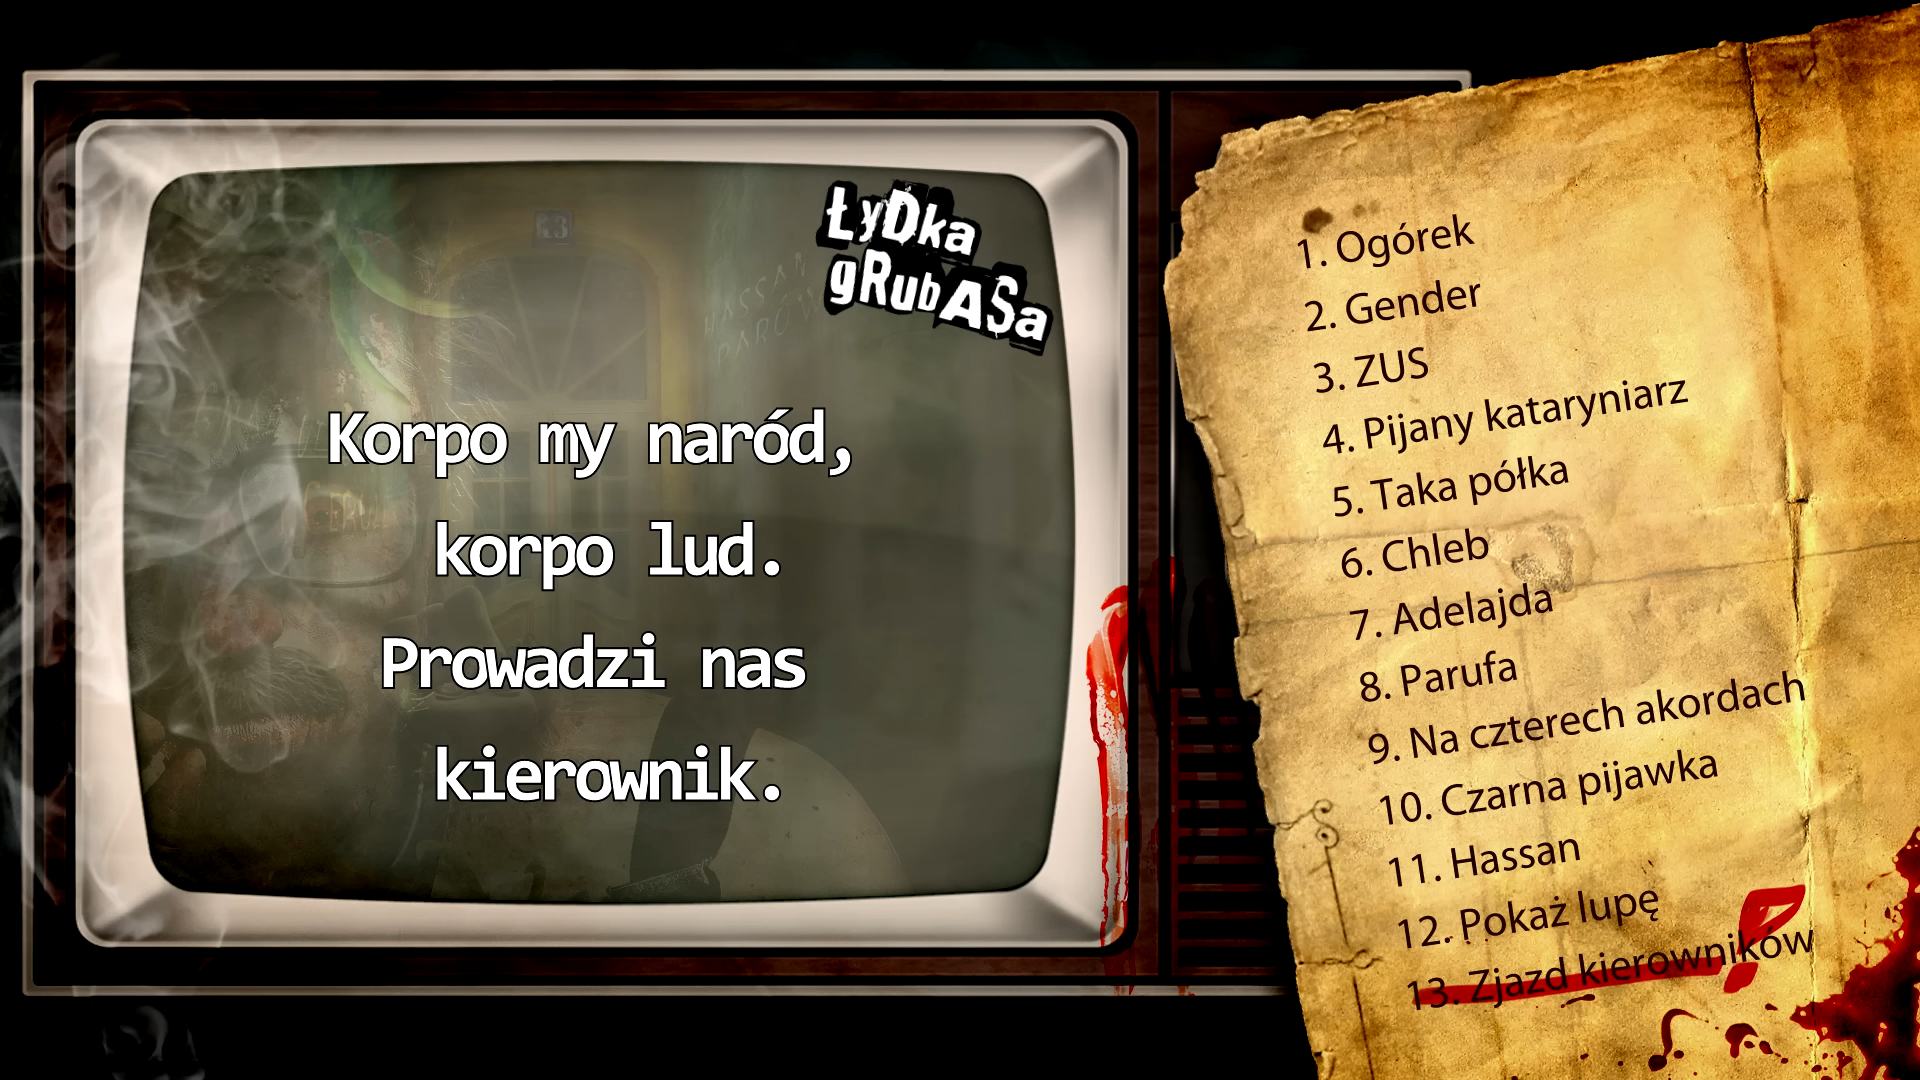 ŁyDka
gRubASa
Korpo my naród,
korpo lud.
Prowadzi nas
kierownik.
1. Ogórek
2. Gender
3. ZUS
4. Pijany kataryniarz
5. Taka półka
6. Chleb
7. Adelajda
8. Parufa
9. Na czterech akordach
10. Czarna pijawka
11. Hassan
12. Pokaż lupę
13. Zjazd kierowników
13
HASSAN